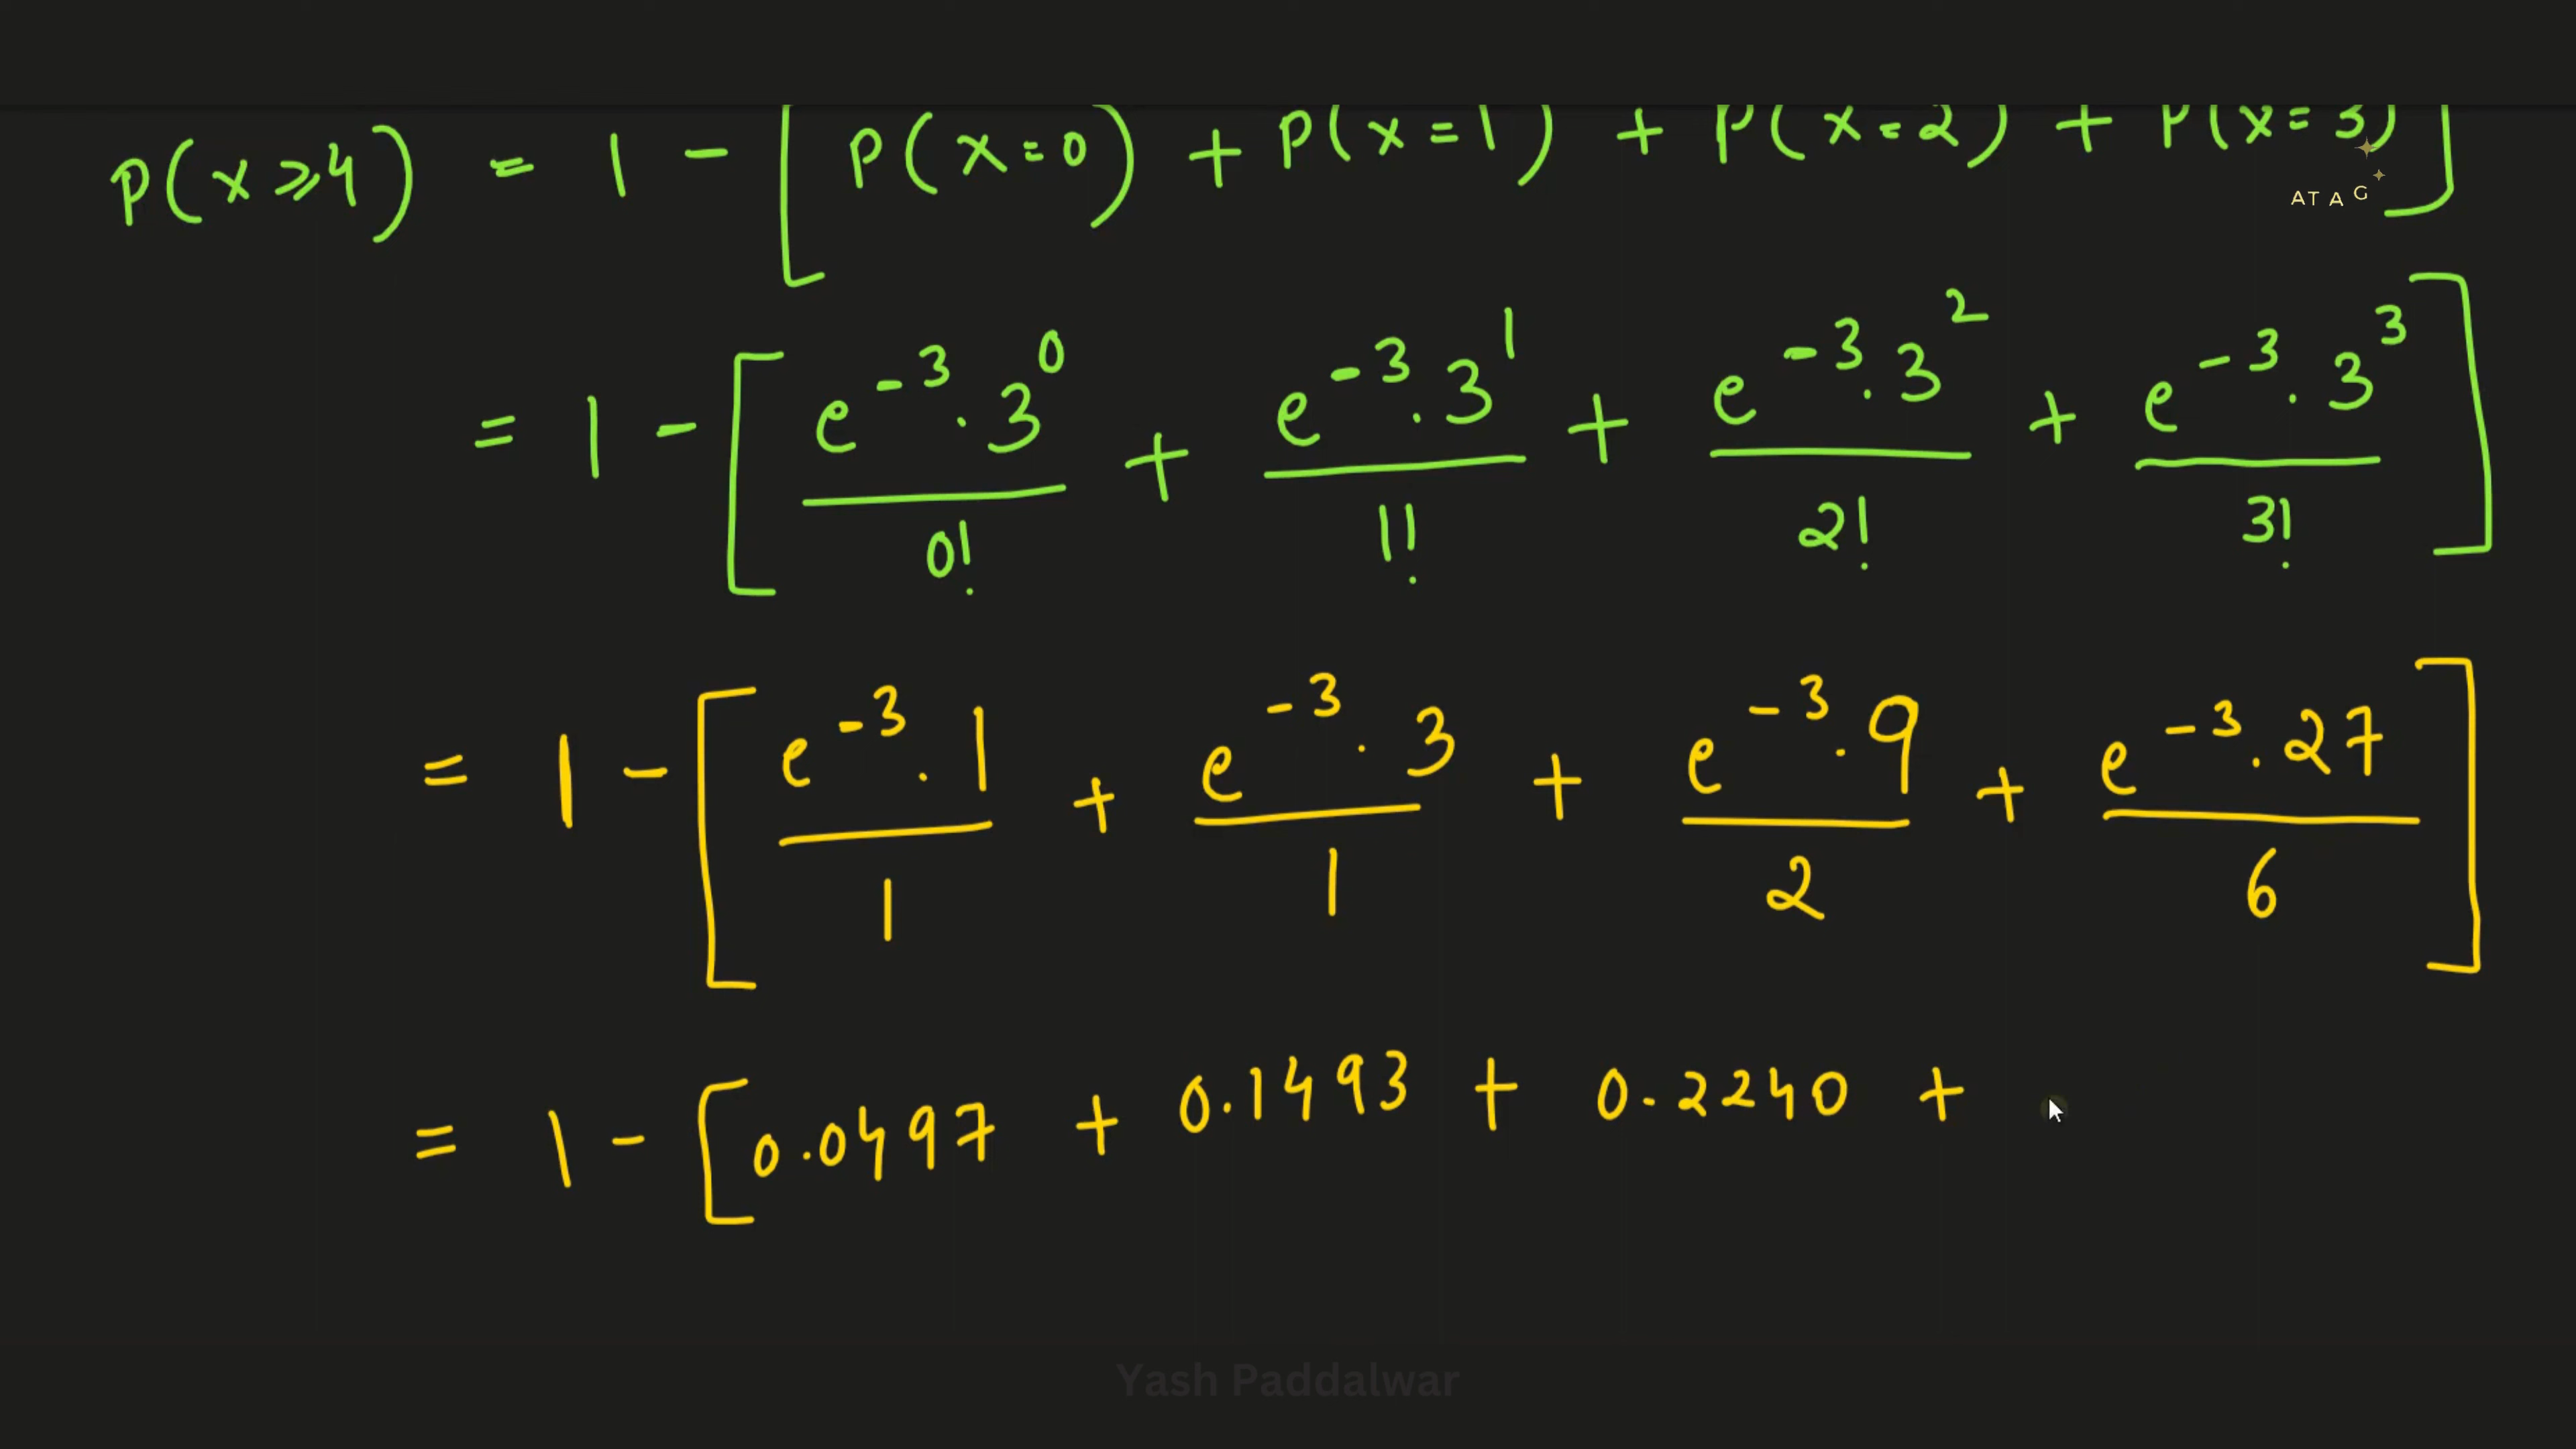 P(x ≥ 4) = 1 - [ P(x=0) + P(x=1) + P(x=2) + P(x=3) ]
ATAG
= 1 - [ e^-3 . 3^0 / 0! + e^-3 . 3^1 / 1! + e^-3 . 3^2 / 2! + e^-3 . 3^3 / 3! ]
= 1 - [ e^-3 . 1 / 1 + e^-3 . 3 / 1 + e^-3 . 9 / 2 + e^-3 . 27 / 6 ]
= 1 - [ 0.0497 + 0.1493 + 0.2240 +
Yash Paddalwar